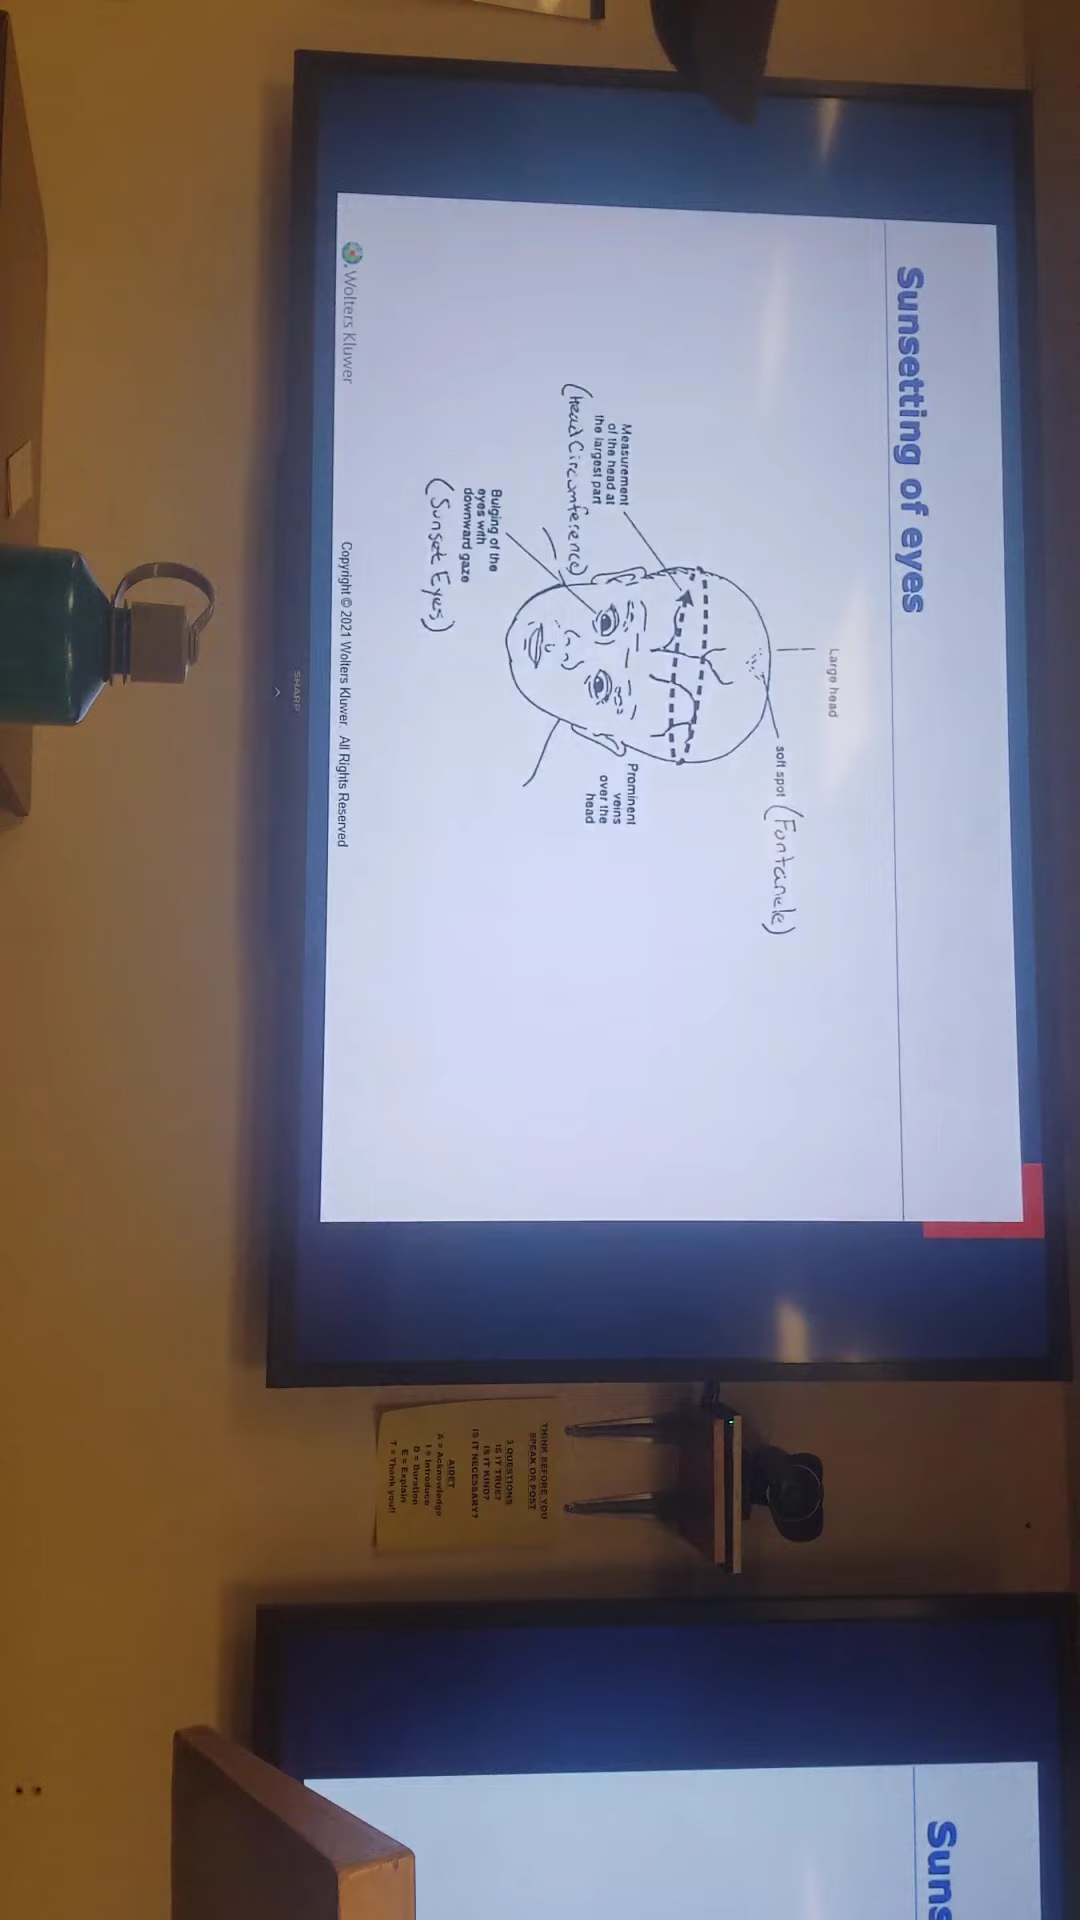 Sunsetting of eyes
Large head
soft spot (Fontanele)
Measurement
of the head at
the largest part
(head Circumference)
Prominent
veins
over the
head
Bulging of the
eyes with
downward gaze
(Sunset Eyes)
Wolters Kluwer
Copyright © 2021 Wolters Kluwer. All Rights Reserved
SHARP
THINK BEFORE YOU
SPEAK OR POST
3 QUESTIONS
IS IT TRUE?
IS IT KIND?
IS IT NECESSARY?
AIDET
A = Acknowledge
I = Introduce
D = Duration
E = Explain
T = Thank you!!
Suns